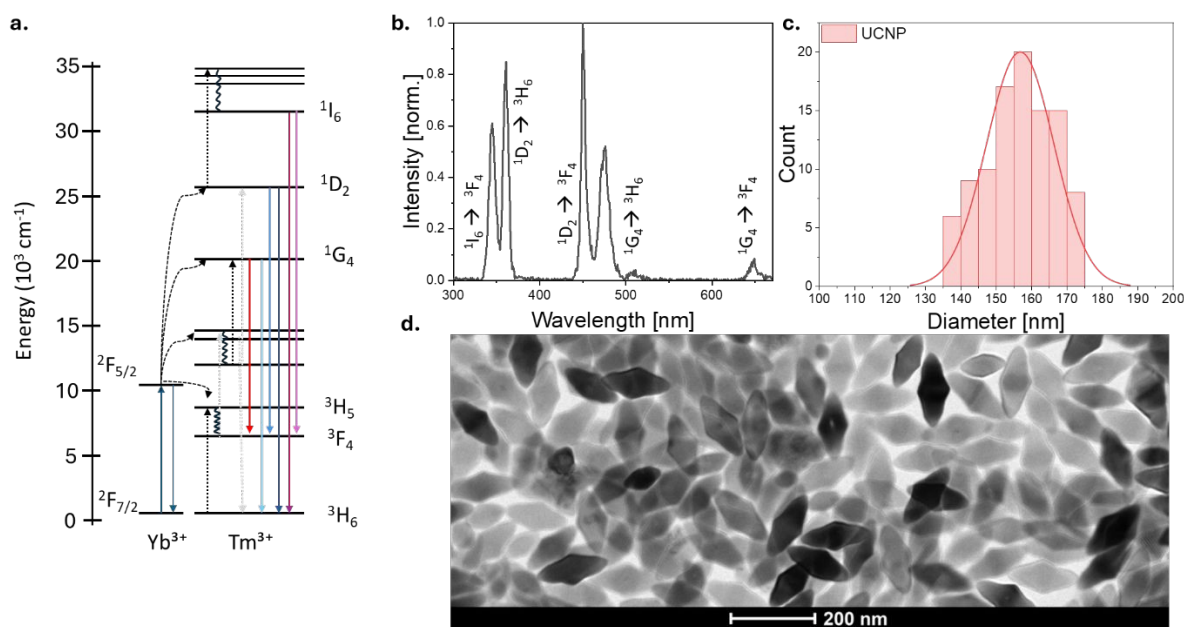 a.
Energy (10³ cm⁻¹)
35
30
25
20
15
10
5
0
²F₅/₂
²F₇/₂
¹I₆
¹D₂
¹G₄
³H₅
³F₄
³H₆
Yb³⁺
Tm³⁺
b.
Intensity [norm.]
1.0
0.8
0.6
0.4
0.2
0.0
¹I₆ → ³F₄
¹D₂ → ³H₆
¹D₂ → ³F₄
¹G₄ → ³H₆
¹G₄ → ³F₄
300 400 500 600
Wavelength [nm]
c.
UCNP
Count
20
15
10
5
0
100 110 120 130 140 150 160 170 180 190 200
Diameter [nm]
d.
200 nm